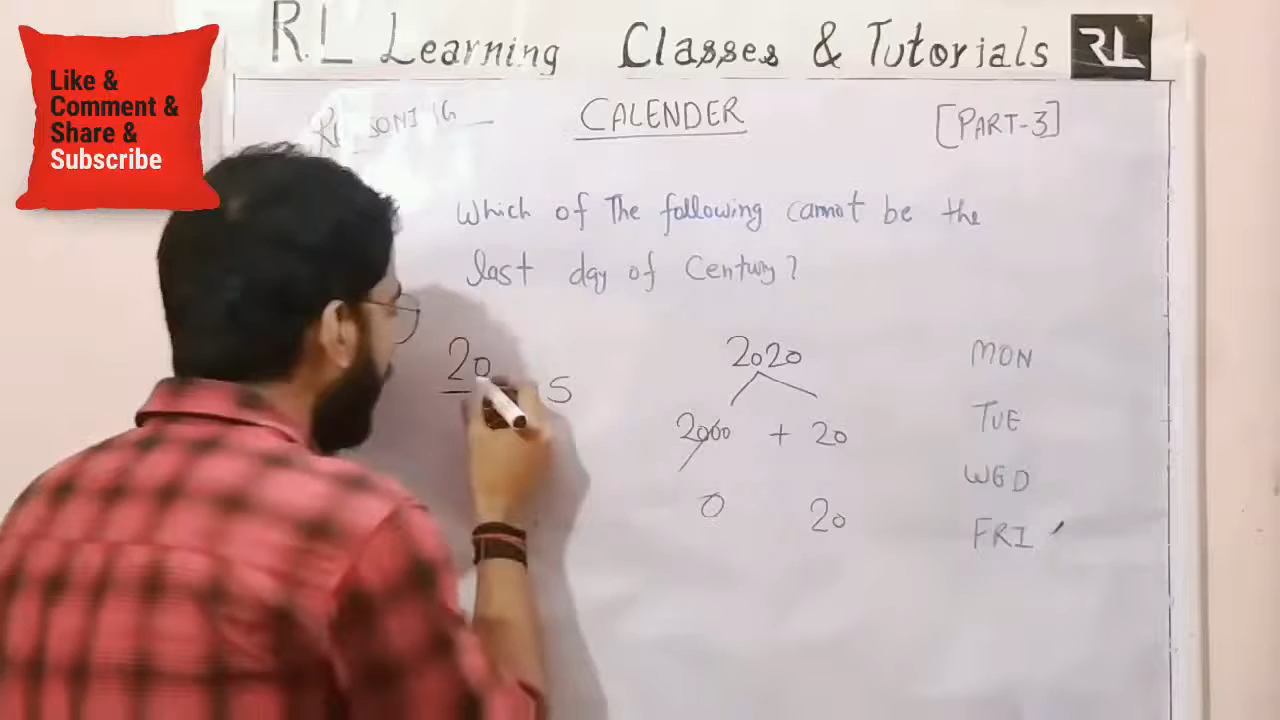 R.L Learning Classes & Tutorials RL
Like &
Comment &
Share &
Subscribe
CALENDER
[PART-3]
Which of The following cannot be the
last day of Century?
20
5
2020
2000 + 20
0 20
MON
TUE
WED
FRI